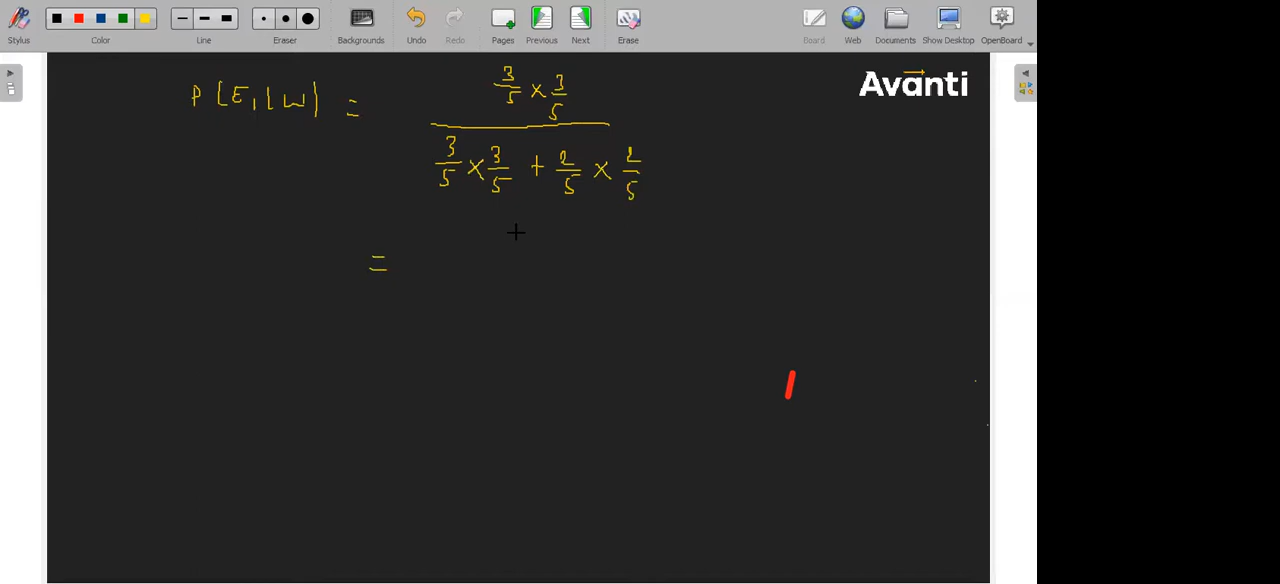 Stylus
Color
Line
Eraser
Backgrounds
Undo
Redo
Pages
Previous
Next
Erase
Board
Web
Documents
Show Desktop
OpenBoard
Avanti
P(E₁|W) =
3/5 × 3/5
3/5 × 3/5 + 2/5 × 2/5
=